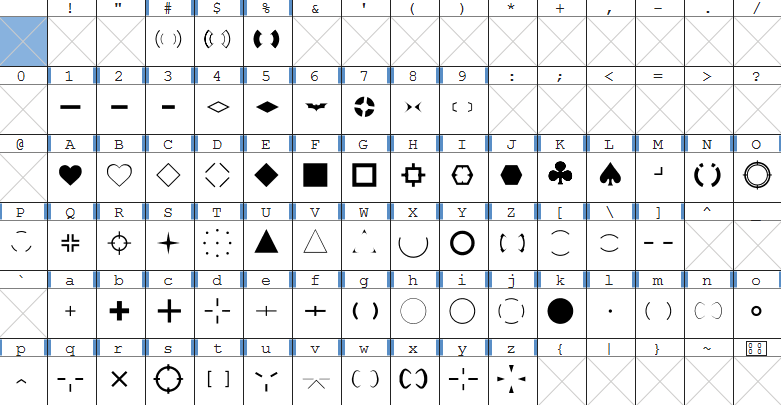 ! " # $ % & ' ( ) * + , - . /
0 1 2 3 4 5 6 7 8 9 : ; < = > ?
@ A B C D E F G H I J K L M N O
P Q R S T U V W X Y Z [ \ ] ^ _
` a b c d e f g h i j k l m n o
p q r s t u v w x y z { | } ~